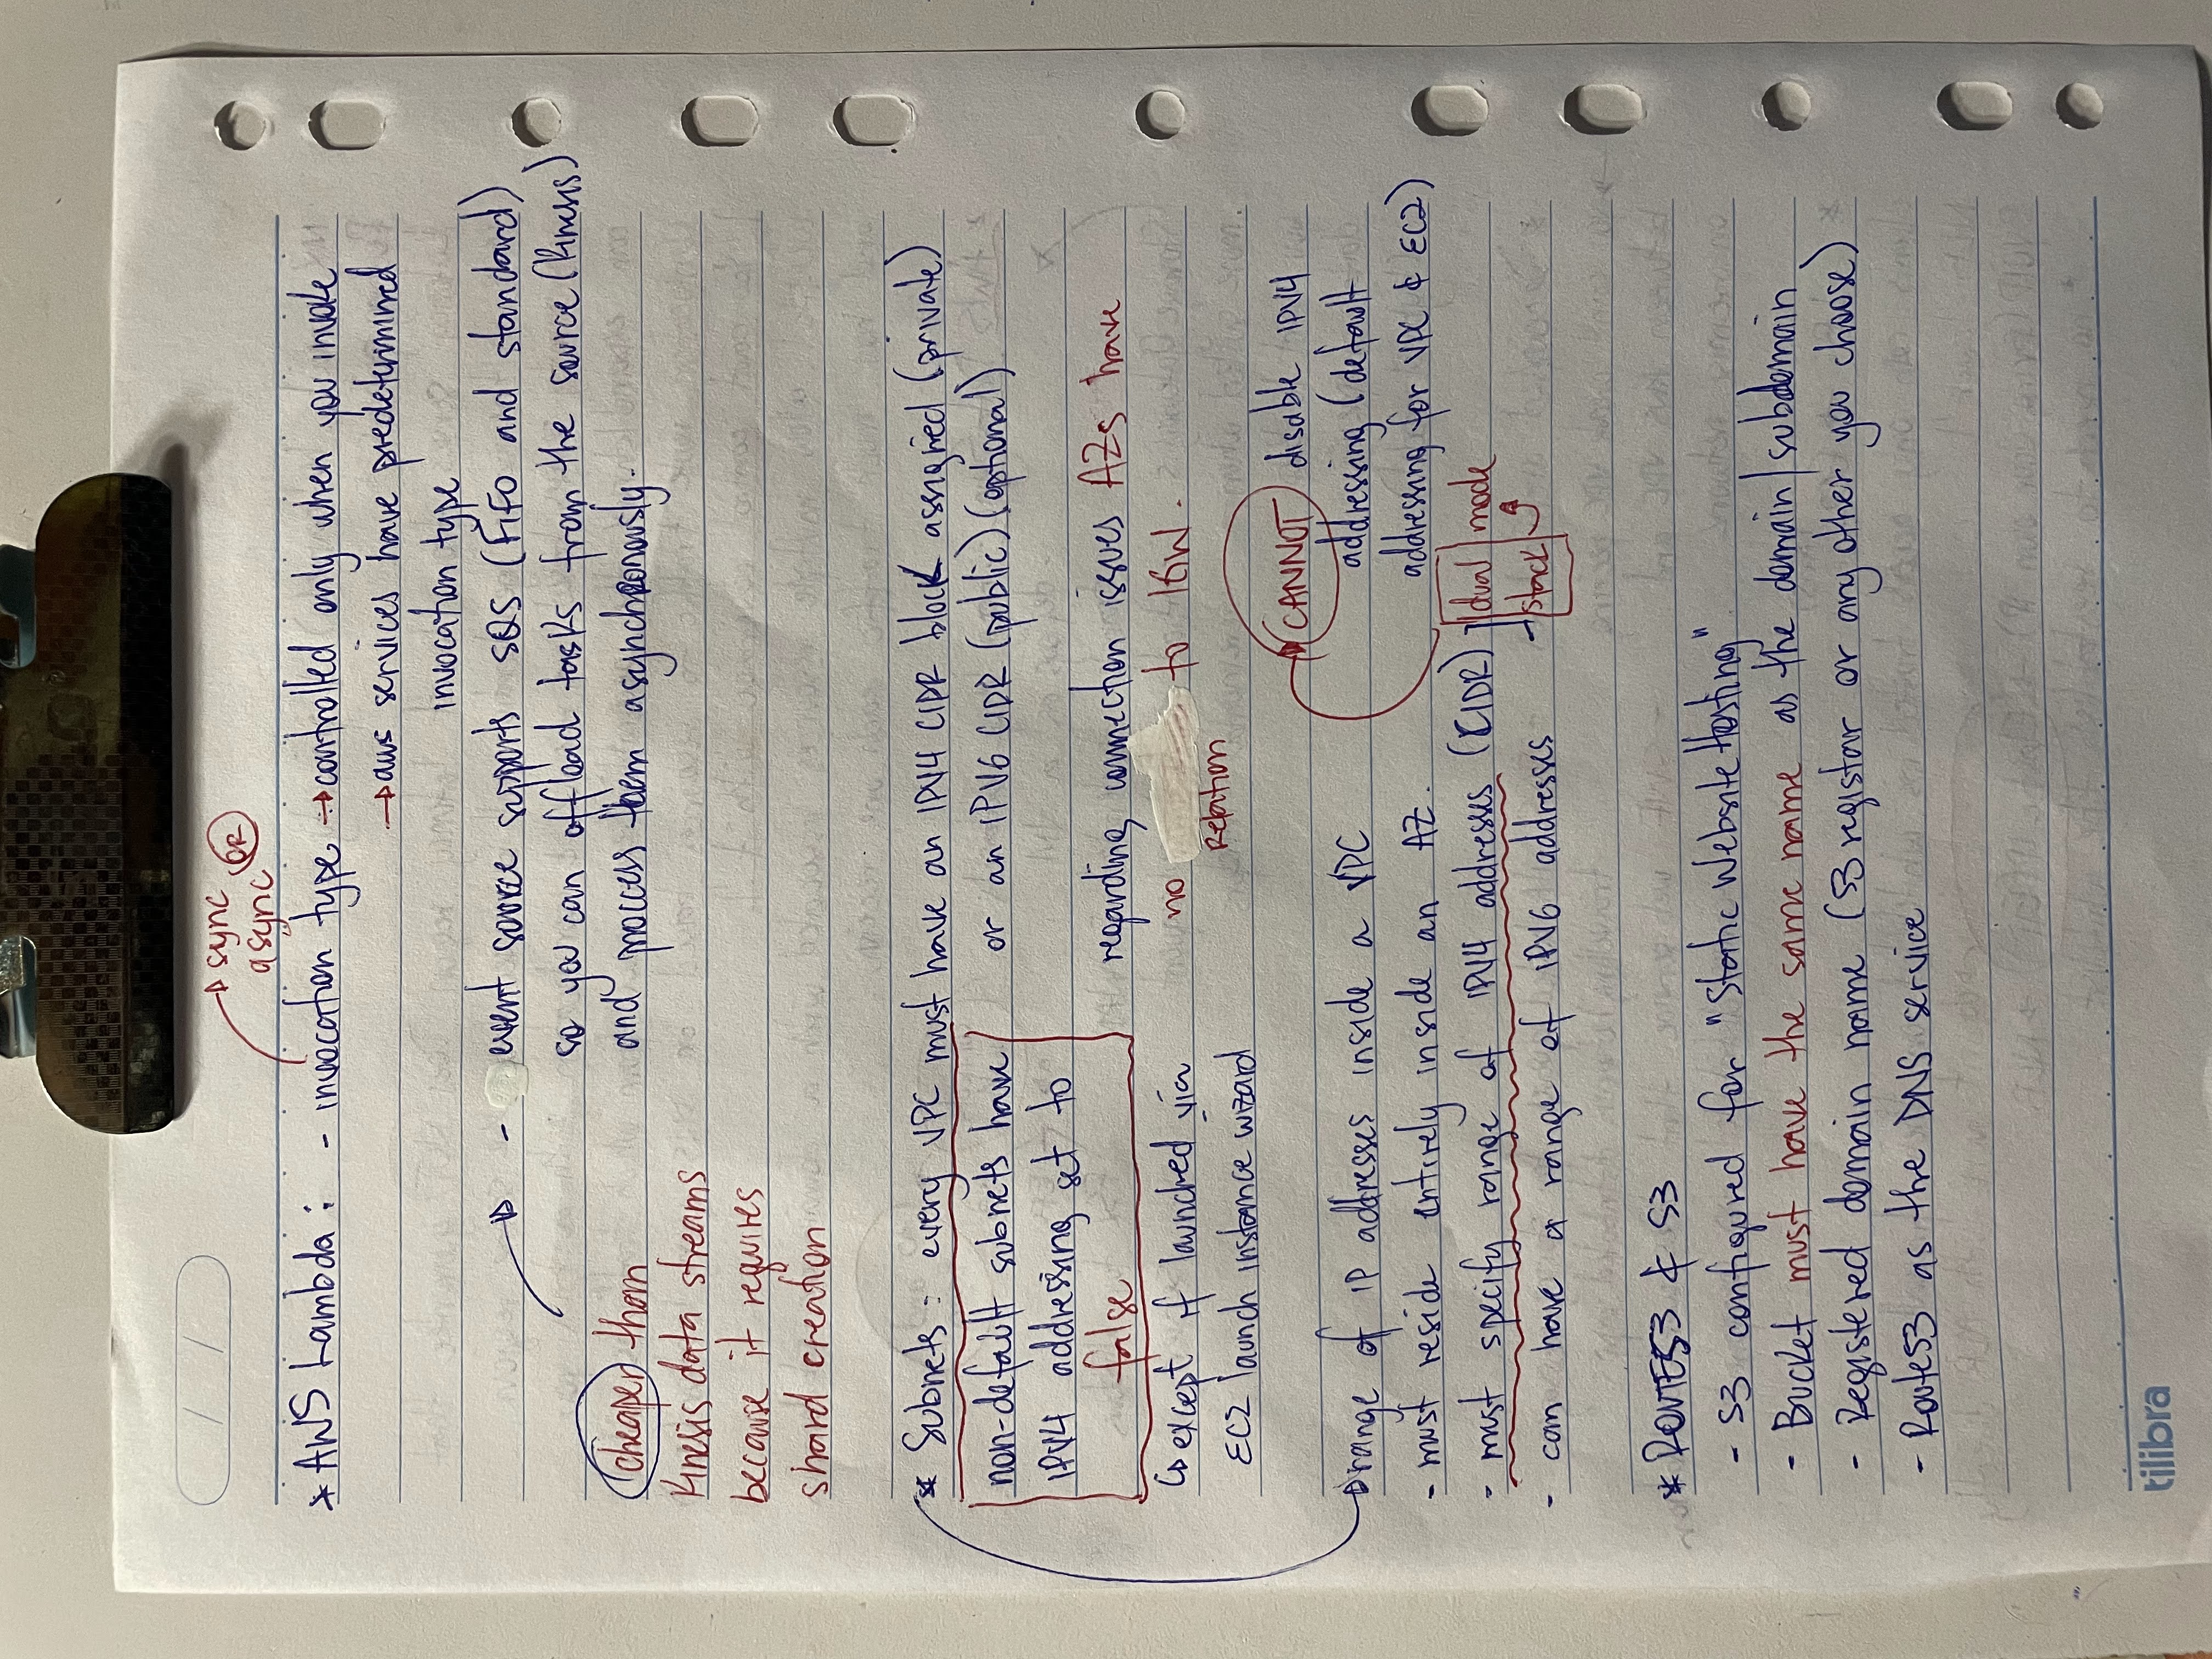 sync
OR
async
* AWS Lambda : - invocation type → controlled only when you invoke
→ aws services have predetermined
invocation type
- event source supports SQS (FiFO and standard)
so you can offload tasks from the source (Kinesis)
and proccess them asynchronously.
cheaper than
Kinesis data streams
because it requires
shard creation
* Subnets : every VPC must have an IPV4 CIDR block assigned (private)
or an IPV6 CIDR (public) (optional)
non-default subnets have
IPV4 addressing set to
false
↳ except if launched via
EC2 launch instance wizard
regarding connection issues AZs have
no relation to IGW.
CANNOT disable IPV4
addressing (default
addressing for VPC & EC2)
→ range of IP addresses inside a VPC
- must reside entirely inside an AZ.
- must specify range of IPV4 addresses (CIDR)
- can have a range of IPV6 addresses
dual mode
stack
* ROUTE53 & S3
- S3 configured for "Static Website Hosting"
- Bucket must have the same name as the domain/subdomain
- Registered domain name (53 registar or any other you choose)
- Route53 as the DNS service
tilibra